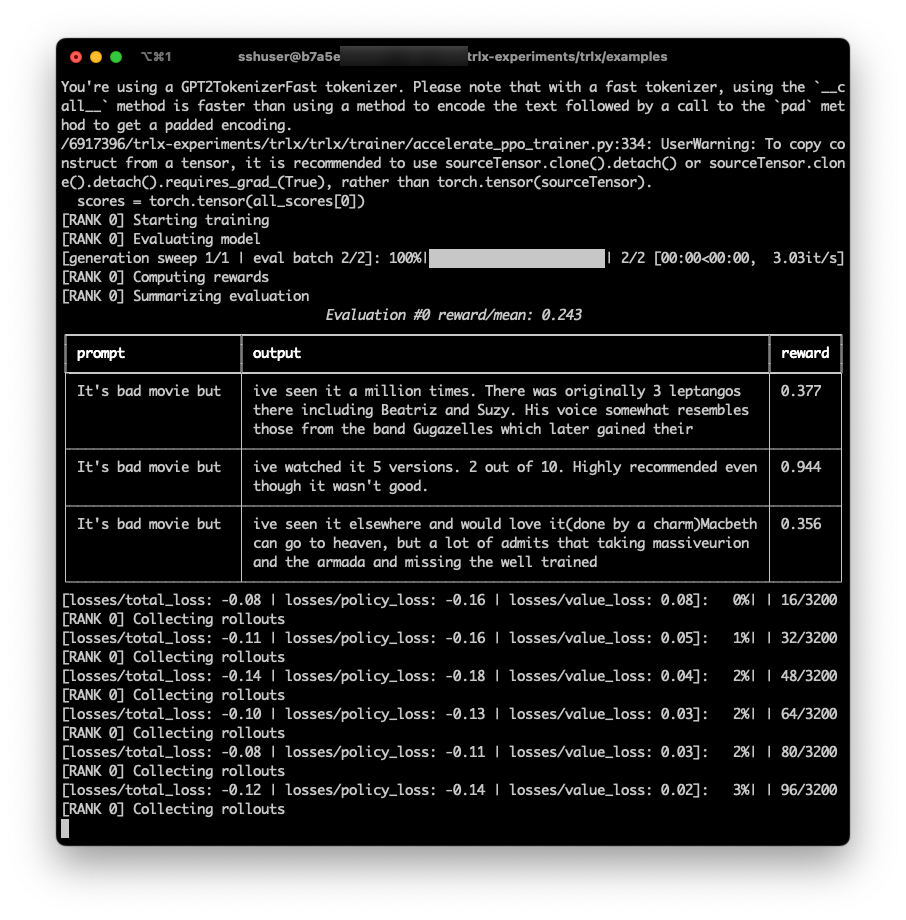 ⌥⌘1 sshuser@b7a5e trlx-experiments/trlx/examples
You're using a GPT2TokenizerFast tokenizer. Please note that with a fast tokenizer, using the `__c
all__` method is faster than using a method to encode the text followed by a call to the `pad` met
hod to get a padded encoding.
/6917396/trlx-experiments/trlx/trlx/trainer/accelerate_ppo_trainer.py:334: UserWarning: To copy co
nstruct from a tensor, it is recommended to use sourceTensor.clone().detach() or sourceTensor.clon
e().detach().requires_grad_(True), rather than torch.tensor(sourceTensor).
  scores = torch.tensor(all_scores[0])
[RANK 0] Starting training
[RANK 0] Evaluating model
[generation sweep 1/1 | eval batch 2/2]: 100%| | 2/2 [00:00<00:00,  3.03it/s]
[RANK 0] Computing rewards
[RANK 0] Summarizing evaluation
Evaluation #0 reward/mean: 0.243
prompt output reward
It's bad movie but ive seen it a million times. There was originally 3 leptangos 0.377
there including Beatriz and Suzy. His voice somewhat resembles
those from the band Gugazelles which later gained their
It's bad movie but ive watched it 5 versions. 2 out of 10. Highly recommended even 0.944
though it wasn't good.
It's bad movie but ive seen it elsewhere and would love it(done by a charm)Macbeth 0.356
can go to heaven, but a lot of admits that taking massiveurion
and the armada and missing the well trained
[losses/total_loss: -0.08 | losses/policy_loss: -0.16 | losses/value_loss: 0.08]:   0%| | 16/3200
[RANK 0] Collecting rollouts
[losses/total_loss: -0.11 | losses/policy_loss: -0.16 | losses/value_loss: 0.05]:   1%| | 32/3200
[RANK 0] Collecting rollouts
[losses/total_loss: -0.14 | losses/policy_loss: -0.18 | losses/value_loss: 0.04]:   2%| | 48/3200
[RANK 0] Collecting rollouts
[losses/total_loss: -0.10 | losses/policy_loss: -0.13 | losses/value_loss: 0.03]:   2%| | 64/3200
[RANK 0] Collecting rollouts
[losses/total_loss: -0.08 | losses/policy_loss: -0.11 | losses/value_loss: 0.03]:   2%| | 80/3200
[RANK 0] Collecting rollouts
[losses/total_loss: -0.12 | losses/policy_loss: -0.14 | losses/value_loss: 0.02]:   3%| | 96/3200
[RANK 0] Collecting rollouts